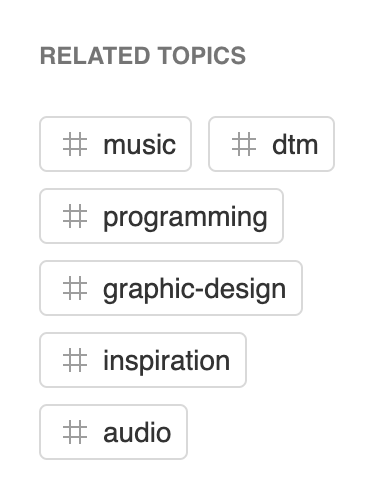 RELATED TOPICS
# music # dtm
# programming
# graphic-design
# inspiration
# audio